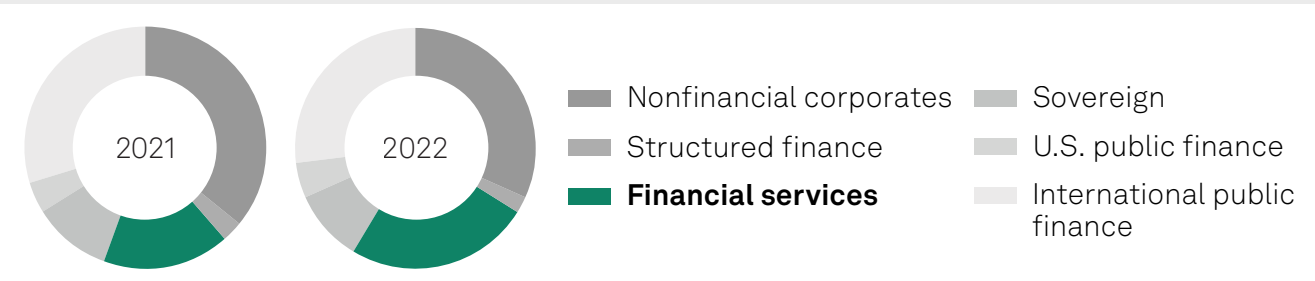 2021
2022
Nonfinancial corporates
Structured finance
Financial services
Sovereign
U.S. public finance
International public
finance